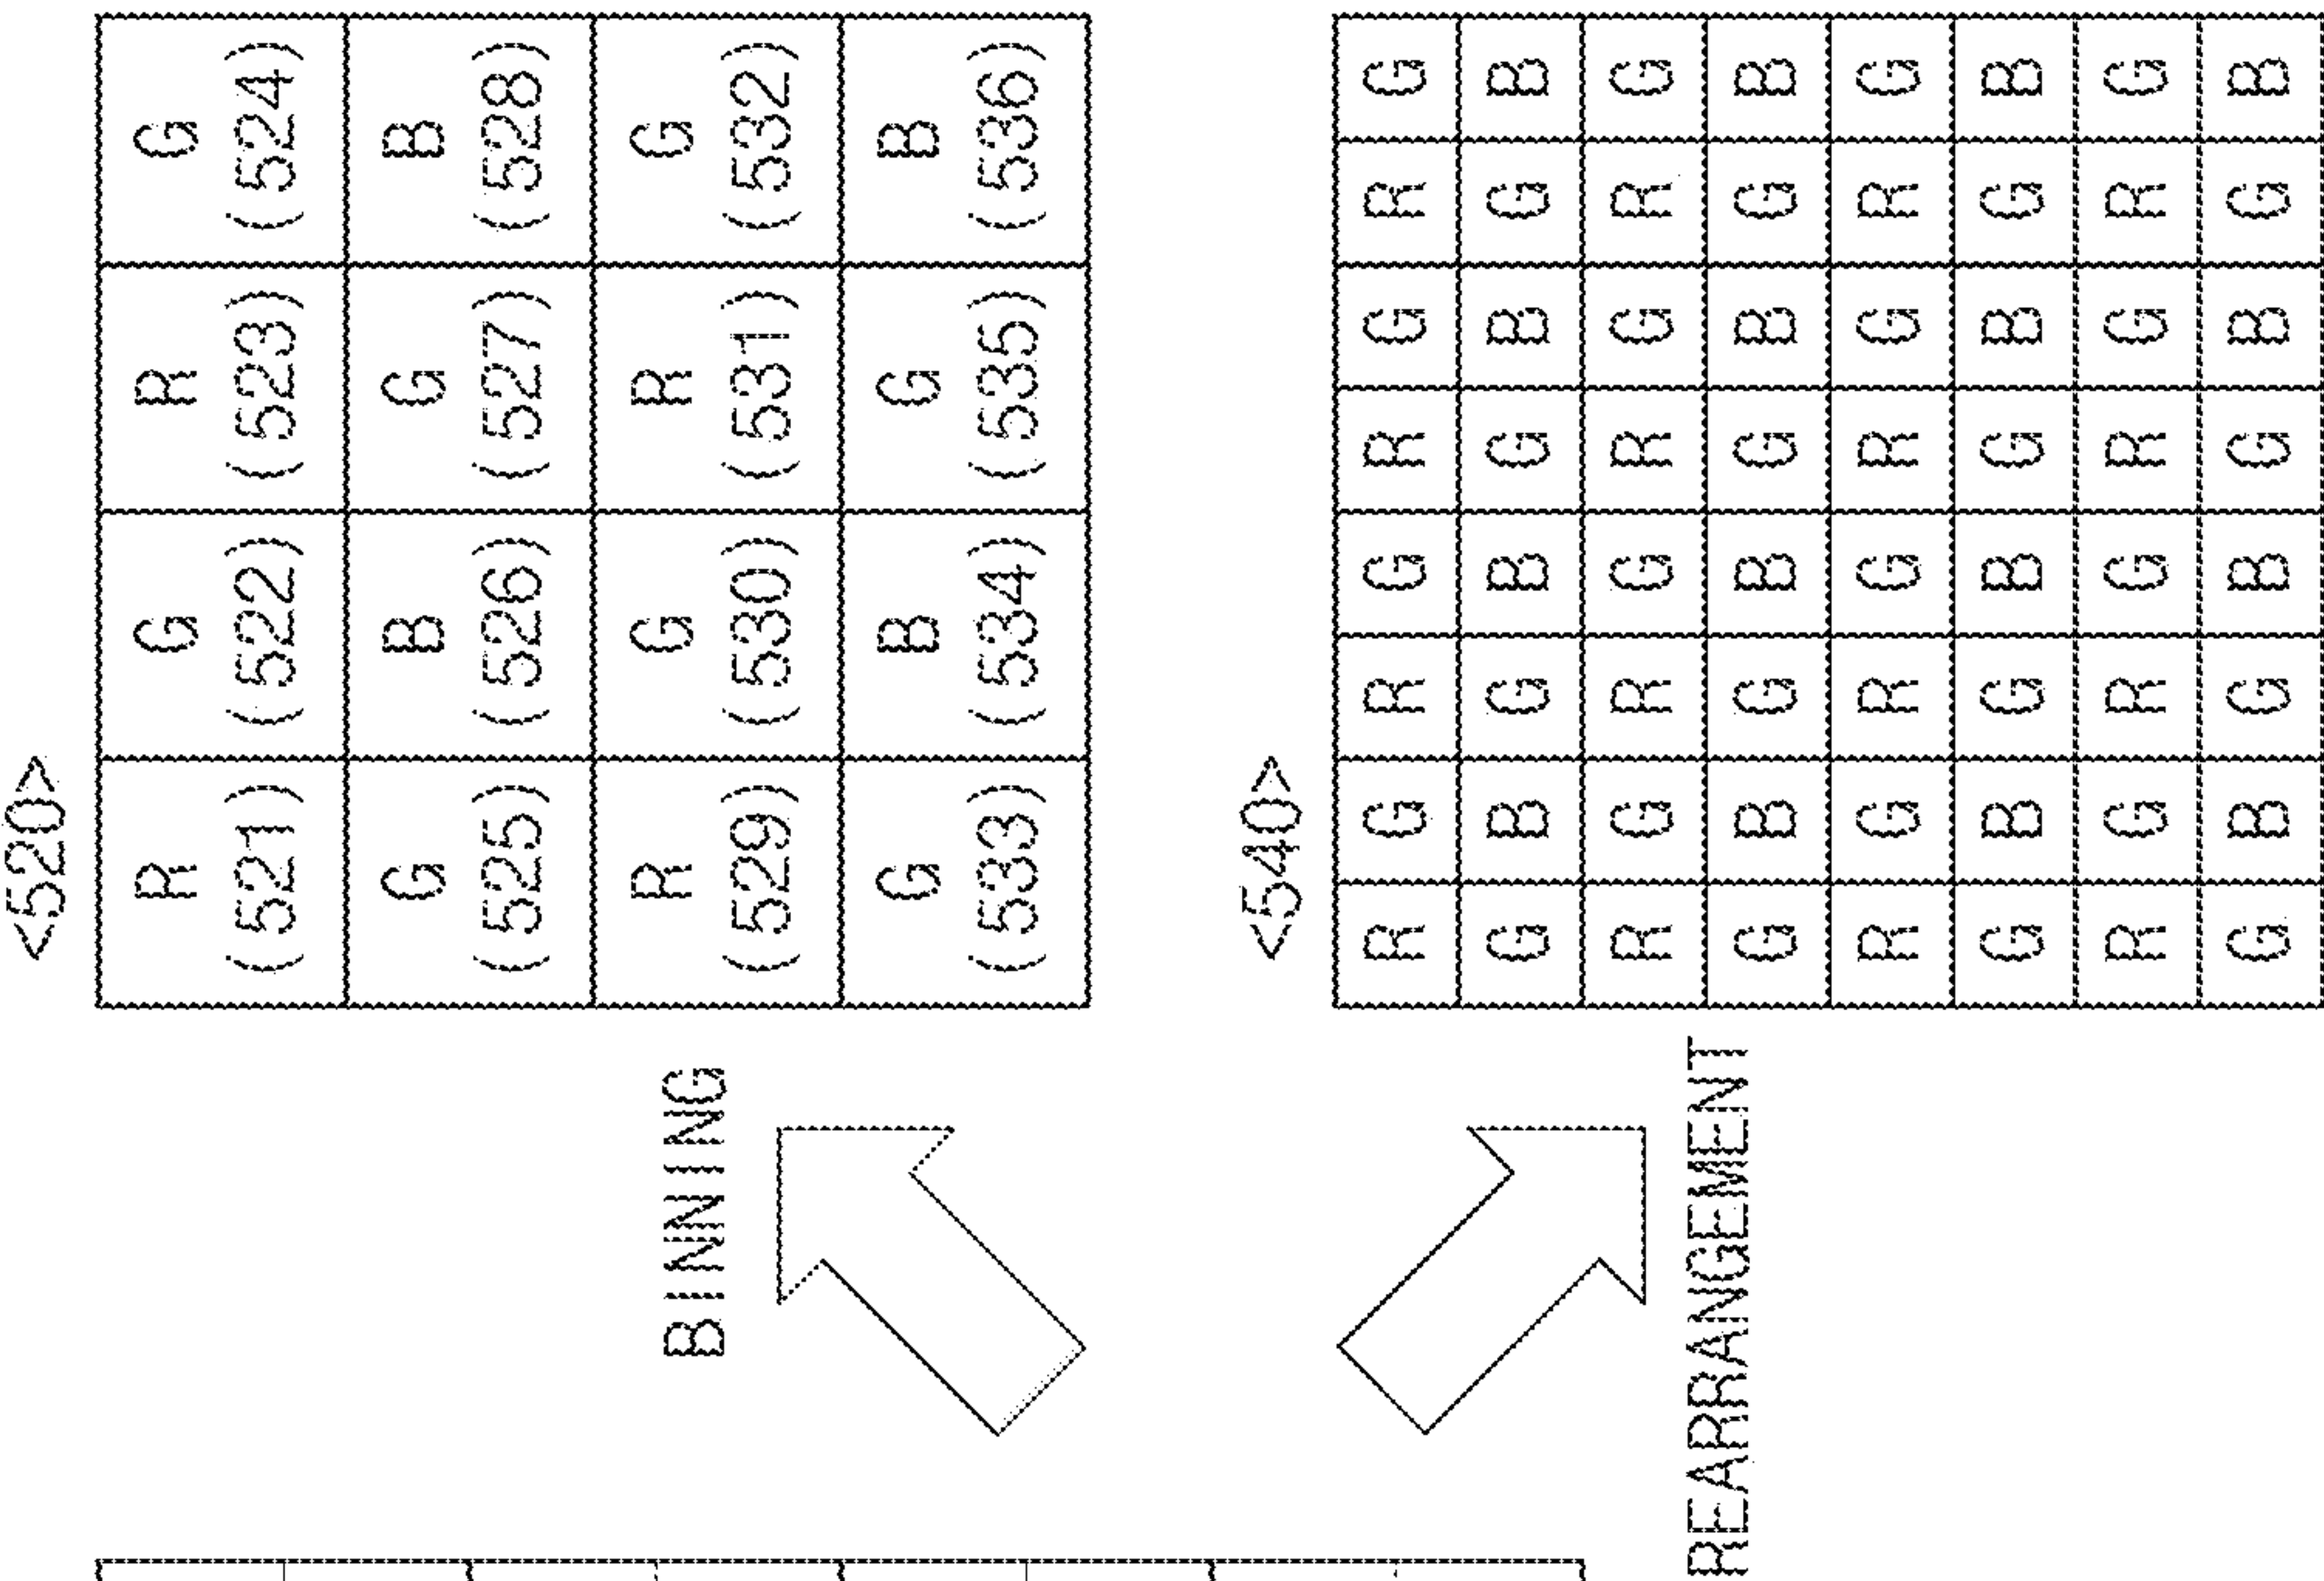 <520>
R G R G
(521) (522) (523) (524)
G B G B
(525) (526) (527) (528)
R G R G
(529) (530) (531) (532)
G B G B
(533) (534) (535) (536)
BINNING
<540>
R G R G R G R G
G B G B G B G B
R G R G R G R G
G B G B G B G B
R G R G R G R G
G B G B G B G B
R G R G R G R G
G B G B G B G B
REARRANGEMENT